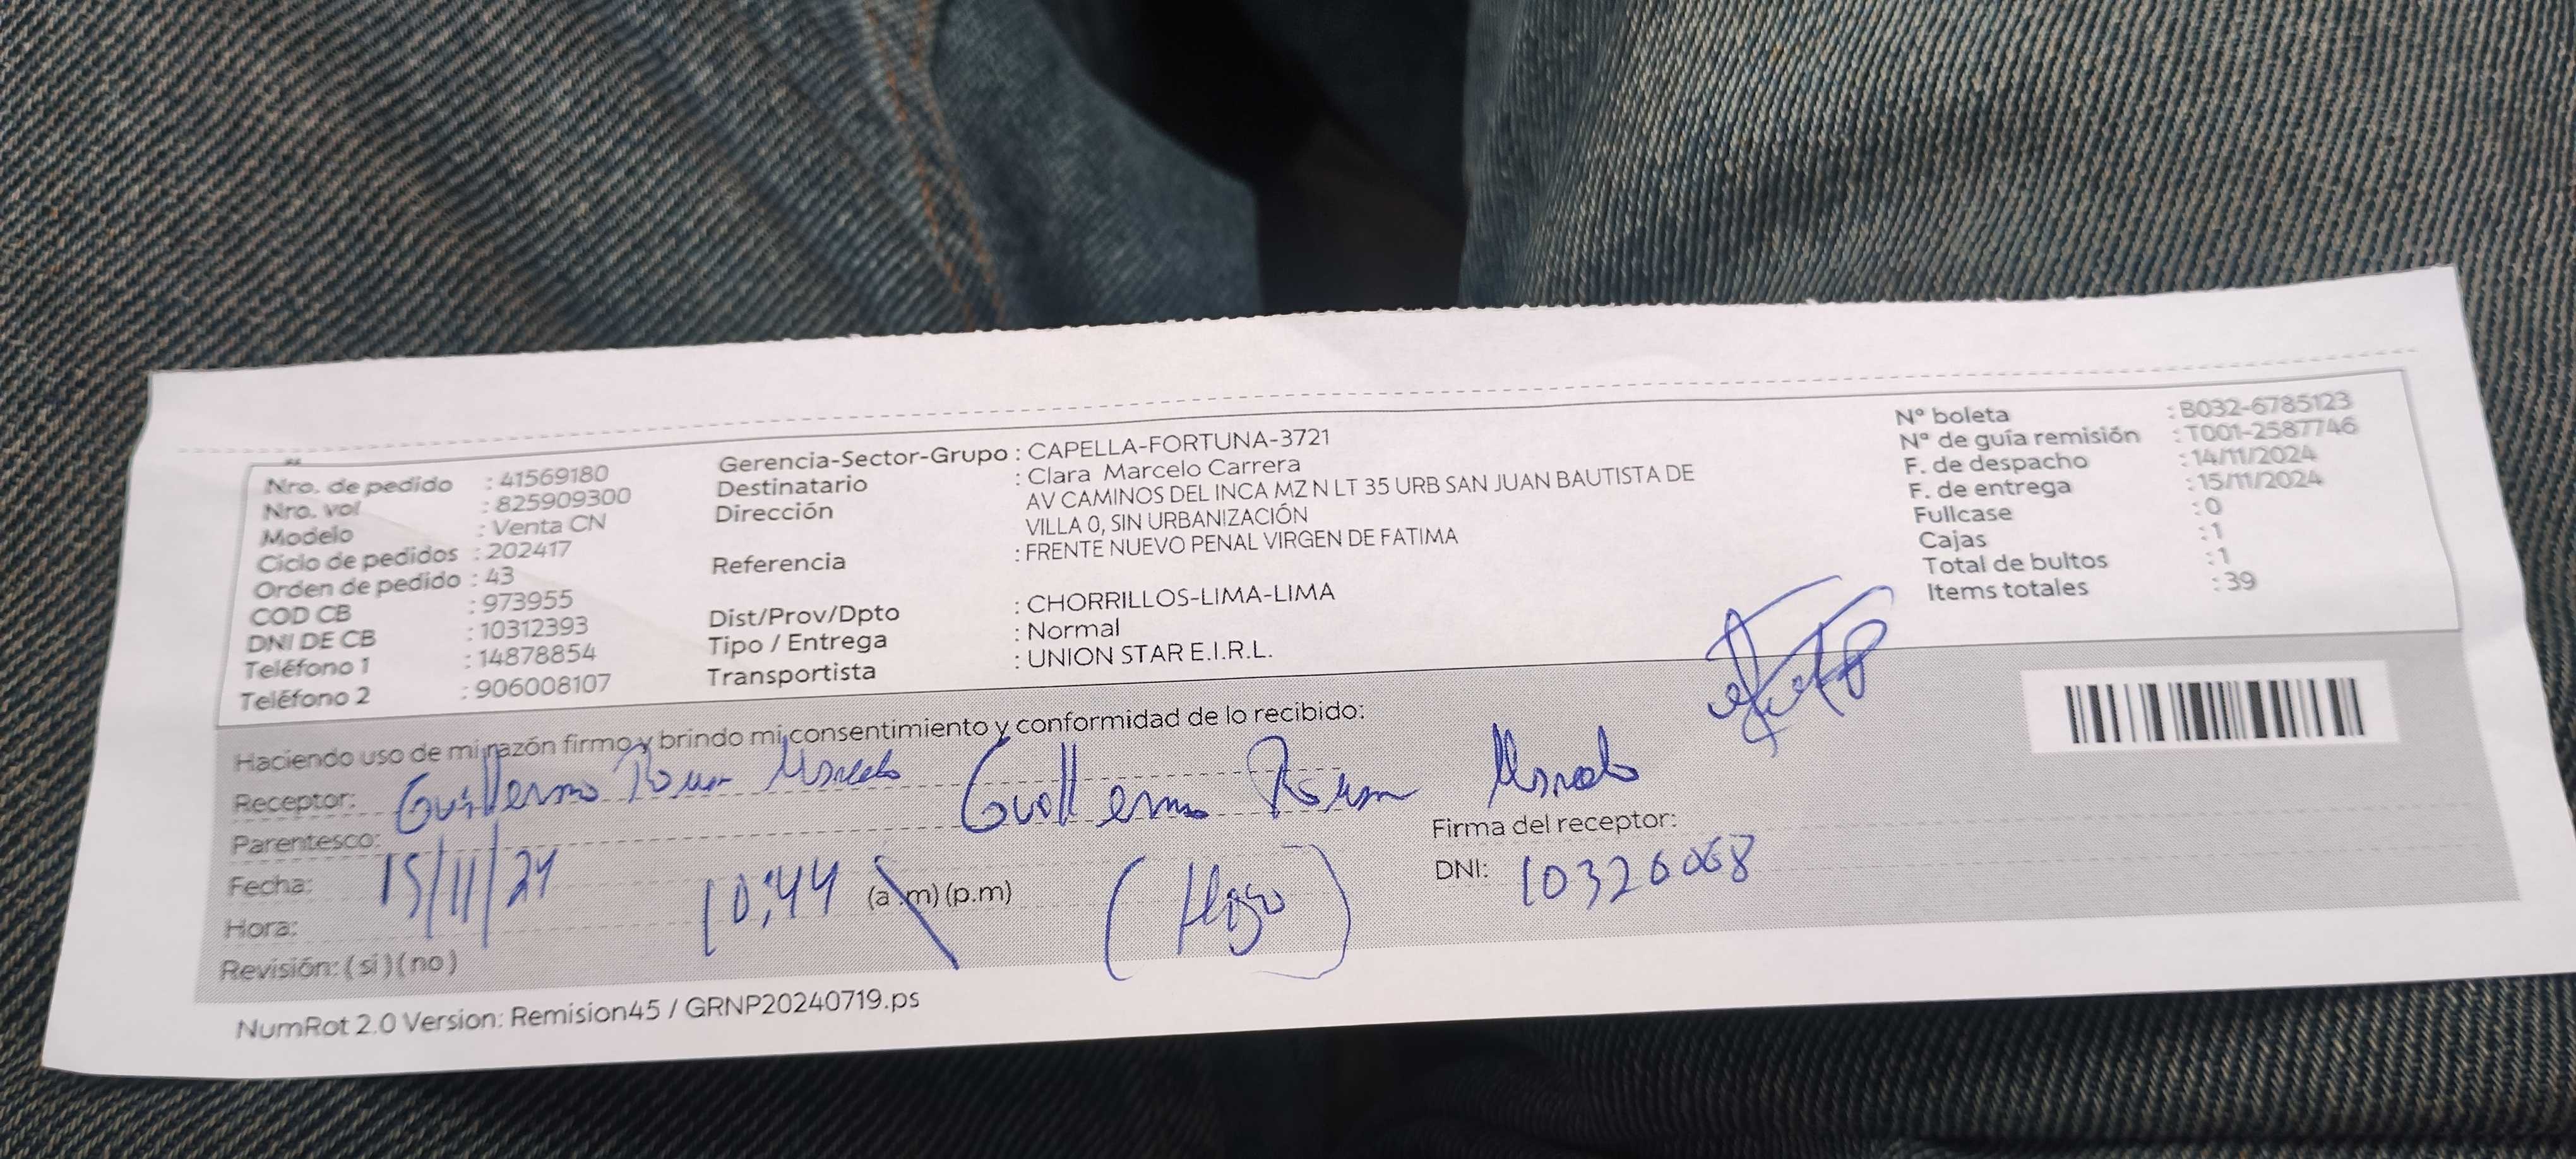 Nro. de pedido : 41569180
Nro. vol : 825909300
Modelo : Venta CN
Ciclo de pedidos : 202417
Orden de pedido : 43
COD CB : 973955
DNI DE CB : 10312393
Teléfono 1 : 14878854
Teléfono 2 : 906008107
Gerencia-Sector-Grupo : CAPELLA-FORTUNA-3721
Destinatario : Clara Marcelo Carrera
Dirección AV CAMINOS DEL INCA MZ N LT 35 URB SAN JUAN BAUTISTA DE
VILLA 0, SIN URBANIZACIÓN
Referencia : FRENTE NUEVO PENAL VIRGEN DE FATIMA
Dist/Prov/Dpto : CHORRILLOS-LIMA-LIMA
Tipo / Entrega : Normal
Transportista : UNION STAR E.I.R.L.
N° boleta : B032-6785123
N° de guía remisión : T001-2587746
F. de despacho : 14/11/2024
F. de entrega : 15/11/2024
Fullcase : 0
Cajas : 1
Total de bultos : 1
Items totales : 39
Haciendo uso de mi razón firmo y brindo mi consentimiento y conformidad de lo recibido:
Receptor: Guillermo Guillermo
Parentesco: Firma del receptor:
Fecha: 15/11/24 DNI: 10326068
Hora: 10:44 (a.m) (p.m)
Revisión: (si) (no)
NumRot 2.0 Version: Remision45 / GRNP20240719.ps